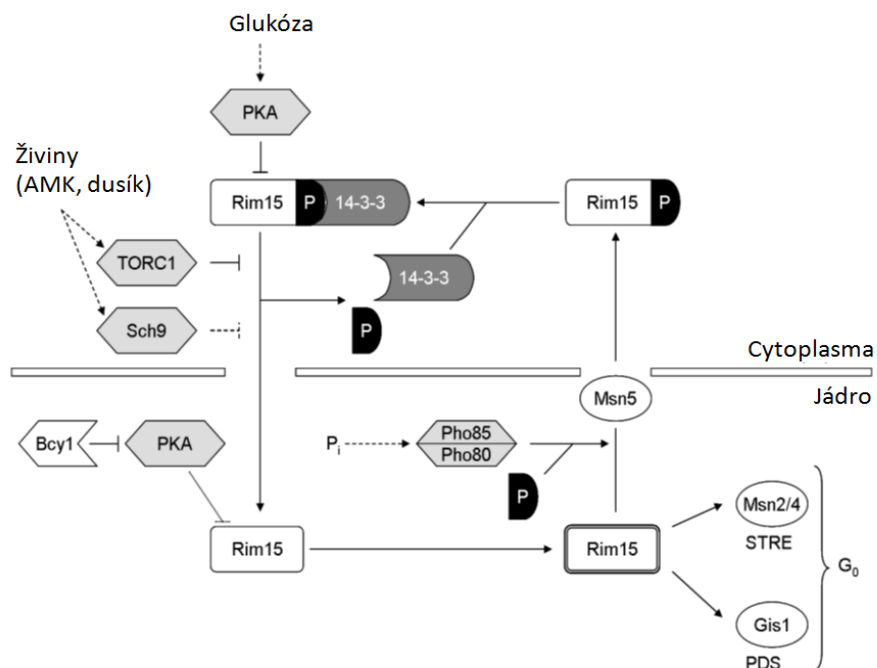 Glukóza
PKA
Živiny
(AMK, dusík)
Rim15 P 14-3-3
Rim15 P
TORC1
14-3-3
Sch9
P
Cytoplasma
Jádro
Msn5
Bcy1
PKA
Pi
Pho85
Pho80
P
Msn2/4
STRE
Rim15
Rim15
G0
Gis1
PDS